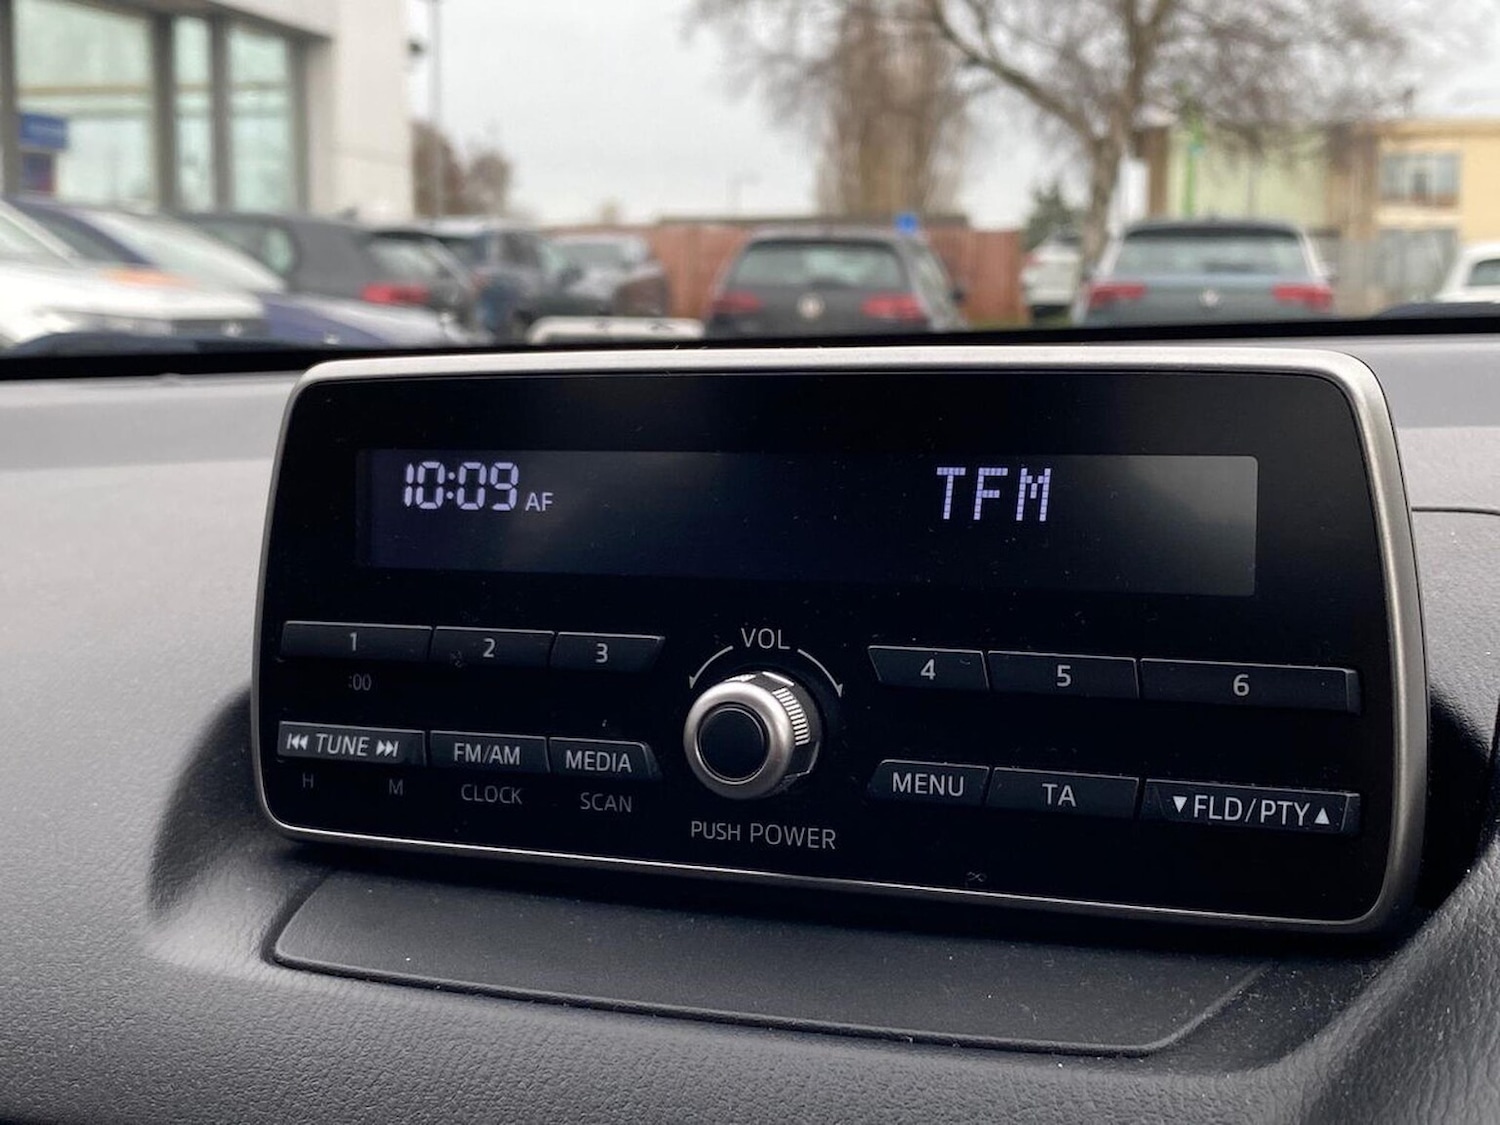 10:09 AF TFM
VOL
1 2 3 4 5 6
:00
⏮ TUNE ⏭ FM/AM MEDIA MENU TA ▼FLD/PTY▲
H M CLOCK SCAN
PUSH POWER